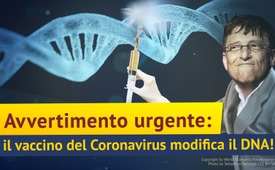 Avvertimento urgente:
il vaccino del Coronavirus modifica il DNA!